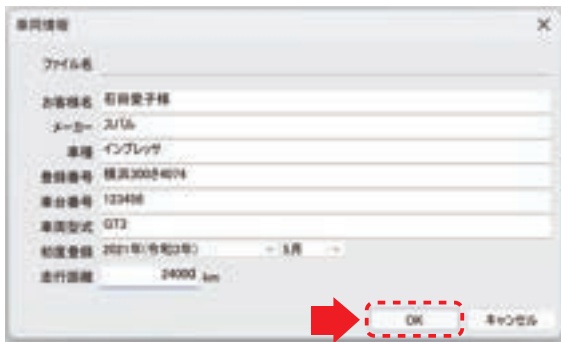 車両情報
ファイル名
お客様名 石田愛子様
メーカー スバル
車種 インプレッサ
登録番号 横浜300さ4074
車台番号 123456
車両型式 GT3
初度登録 2021年(令和3年) 5月
走行距離 24000 km
OK キャンセル